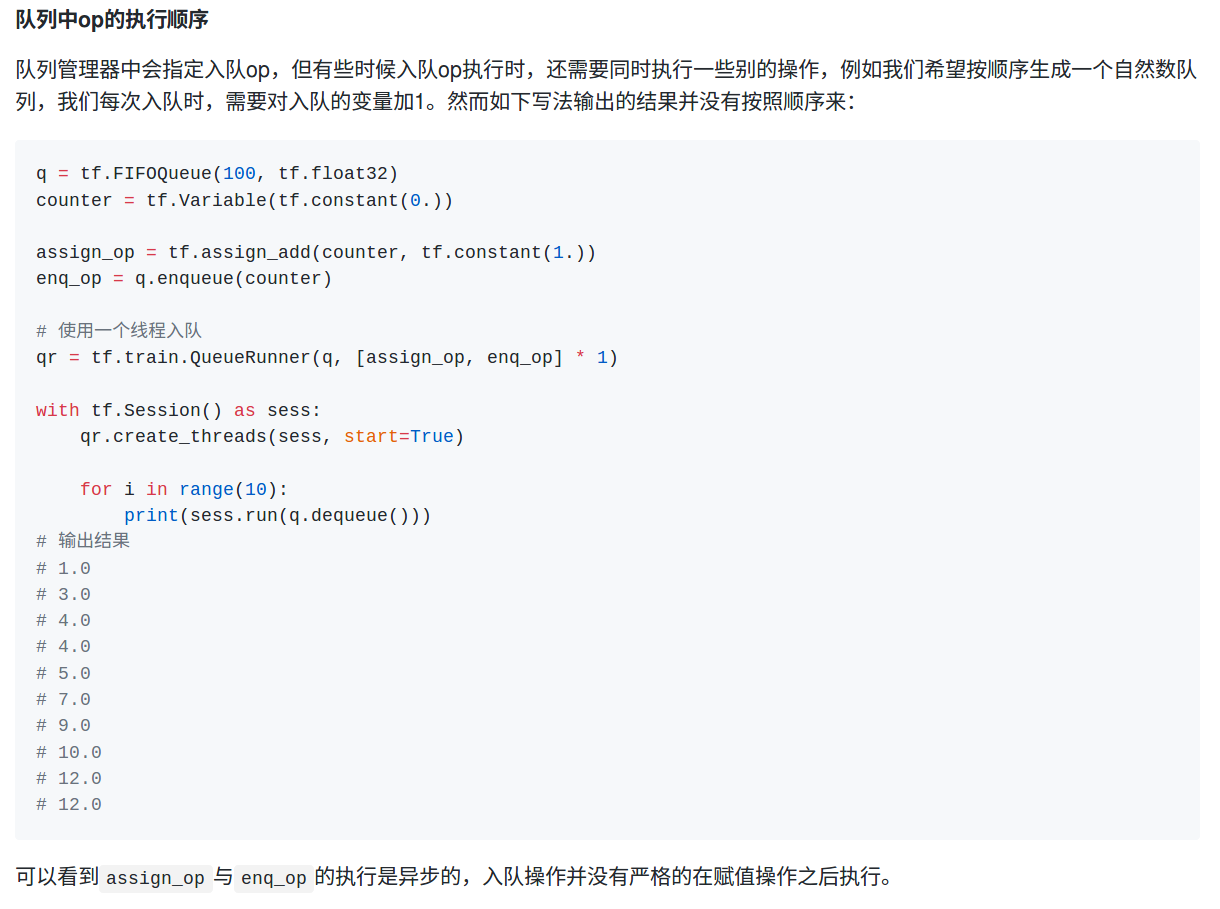 队列中op的执行顺序
队列管理器中会指定入队op，但有些时候入队op执行时，还需要同时执行一些别的操作，例如我们希望按顺序生成一个自然数队
列，我们每次入队时，需要对入队的变量加1。然而如下写法输出的结果并没有按照顺序来：
q = tf.FIFOQueue(100, tf.float32)
counter = tf.Variable(tf.constant(0.))
assign_op = tf.assign_add(counter, tf.constant(1.))
enq_op = q.enqueue(counter)
# 使用一个线程入队
qr = tf.train.QueueRunner(q, [assign_op, enq_op] * 1)
with tf.Session() as sess:
    qr.create_threads(sess, start=True)
    for i in range(10):
        print(sess.run(q.dequeue()))
# 输出结果
# 1.0
# 3.0
# 4.0
# 4.0
# 5.0
# 7.0
# 9.0
# 10.0
# 12.0
# 12.0
可以看到 assign_op 与 enq_op 的执行是异步的，入队操作并没有严格的在赋值操作之后执行。